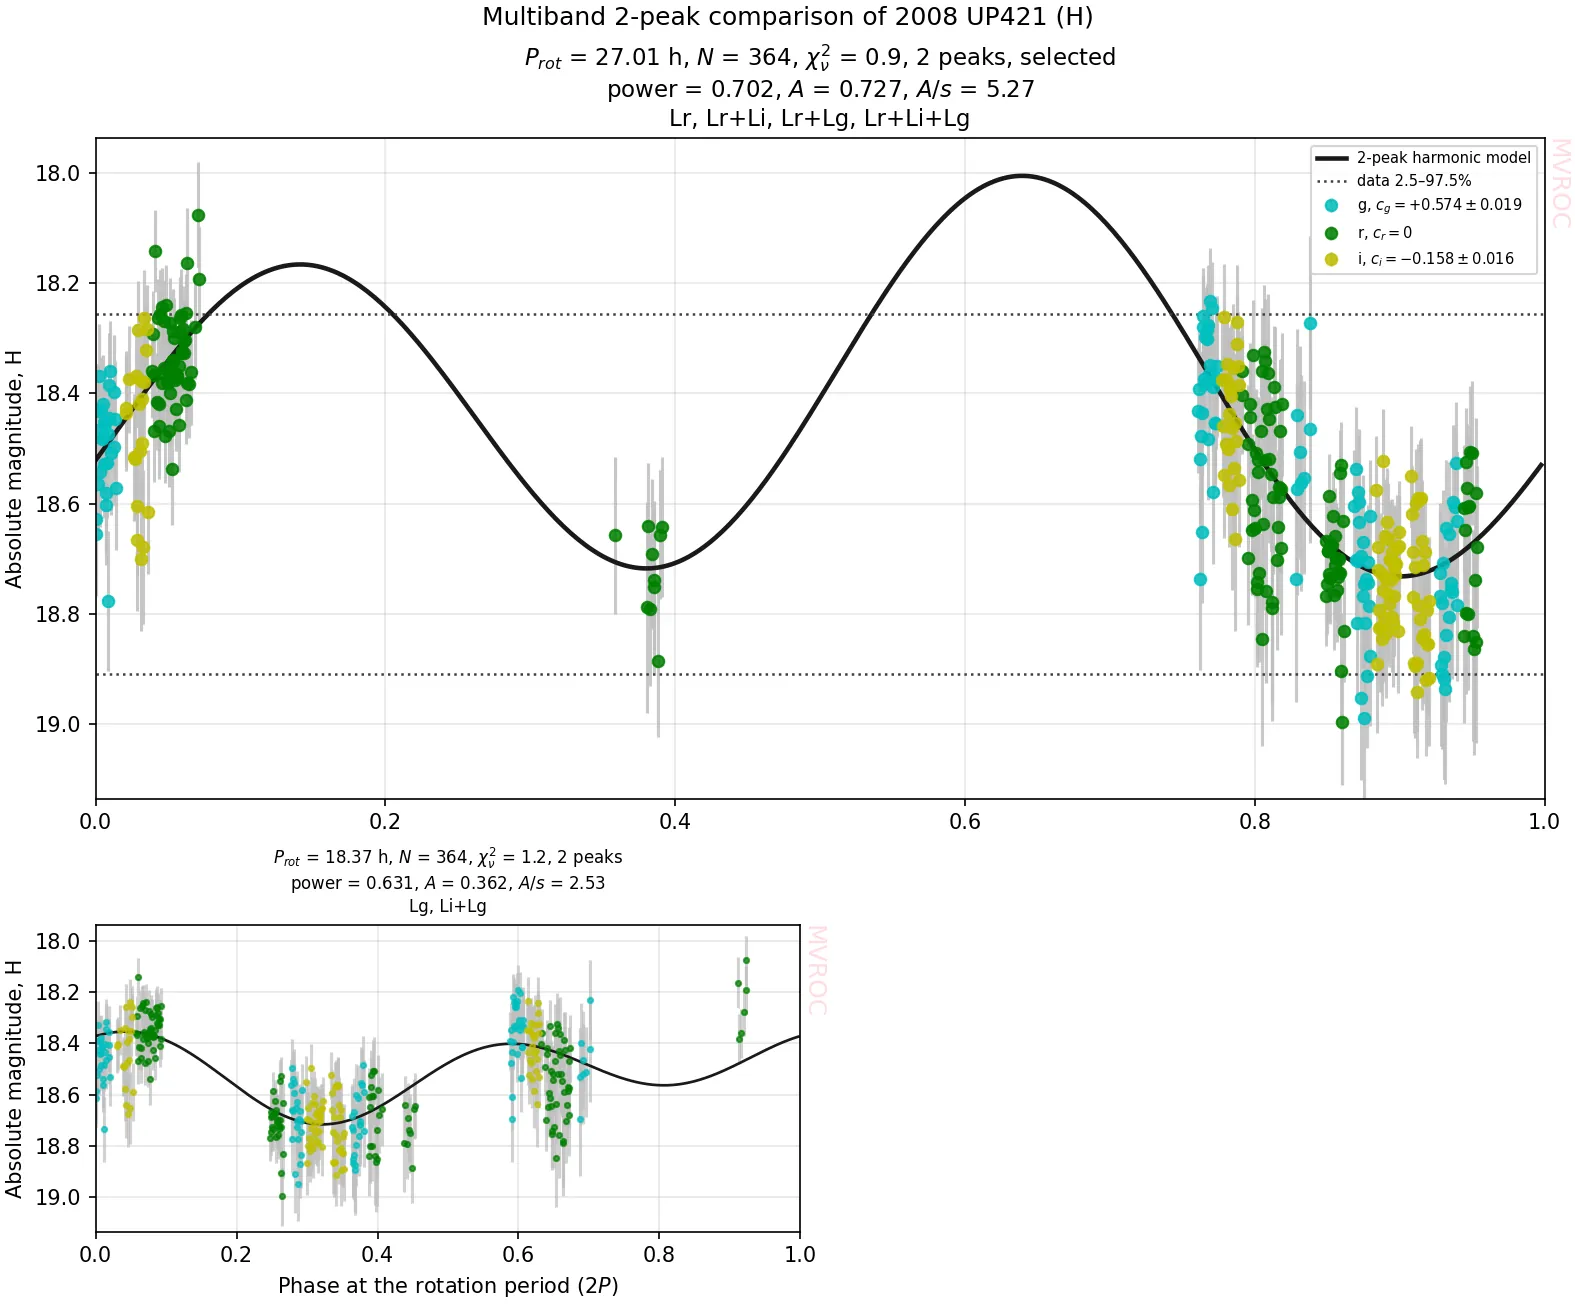 Multiband 2-peak comparison of 2008 UP421 (H)
P_rot = 27.01 h, N = 364, χ²_ν = 0.9, 2 peaks, selected
power = 0.702, A = 0.727, A/s = 5.27
Lr, Lr+Li, Lr+Lg, Lr+Li+Lg
MVROC
2-peak harmonic model
data 2.5–97.5%
g, c_g = +0.574 ± 0.019
r, c_r = 0
i, c_i = −0.158 ± 0.016
Absolute magnitude, H
18.0
18.2
18.4
18.6
18.8
19.0
0.0 0.2 0.4 0.6 0.8 1.0
P_rot = 18.37 h, N = 364, χ²_ν = 1.2, 2 peaks
power = 0.631, A = 0.362, A/s = 2.53
Lg, Li+Lg
MVROC
Absolute magnitude, H
18.0
18.2
18.4
18.6
18.8
19.0
0.0 0.2 0.4 0.6 0.8 1.0
Phase at the rotation period (2P)